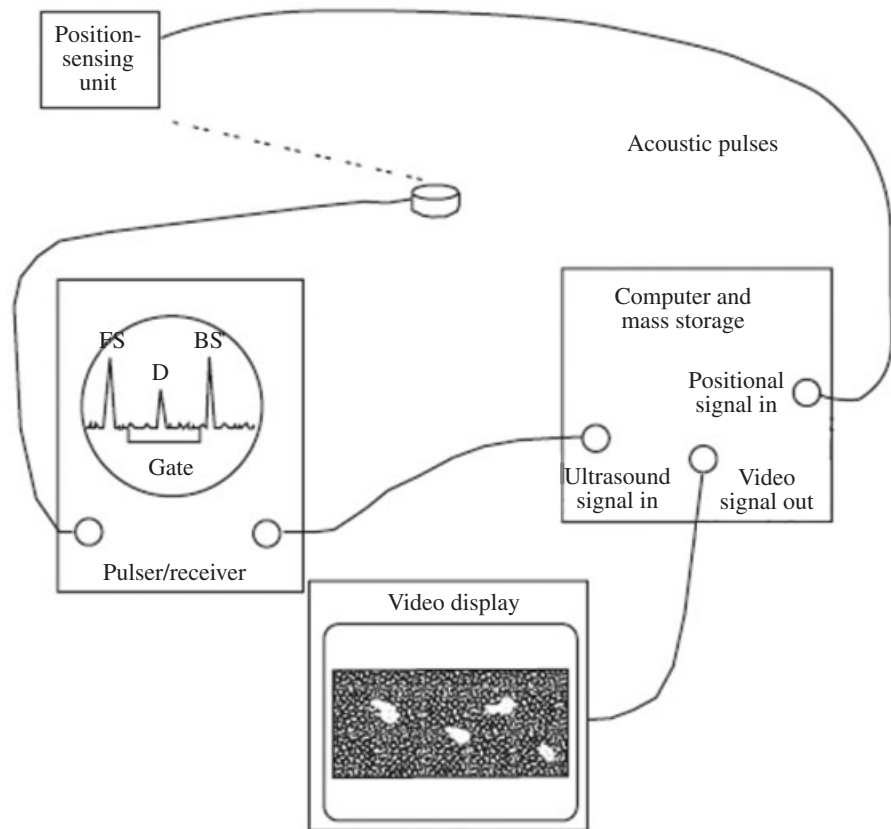 Position-
sensing
unit
Acoustic pulses
Computer and
mass storage
FS
BS
D
Positional
signal in
Gate
Ultrasound
signal in
Video
signal out
Pulser/receiver
Video display